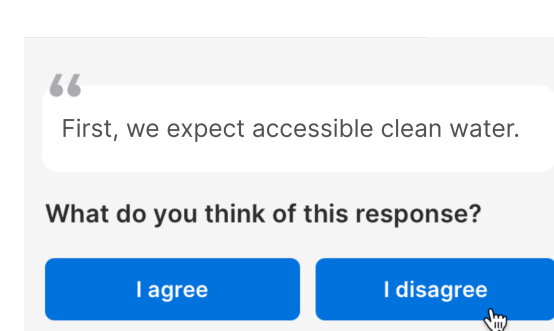 “
First, we expect accessible clean water.
What do you think of this response?
I agree
I disagree